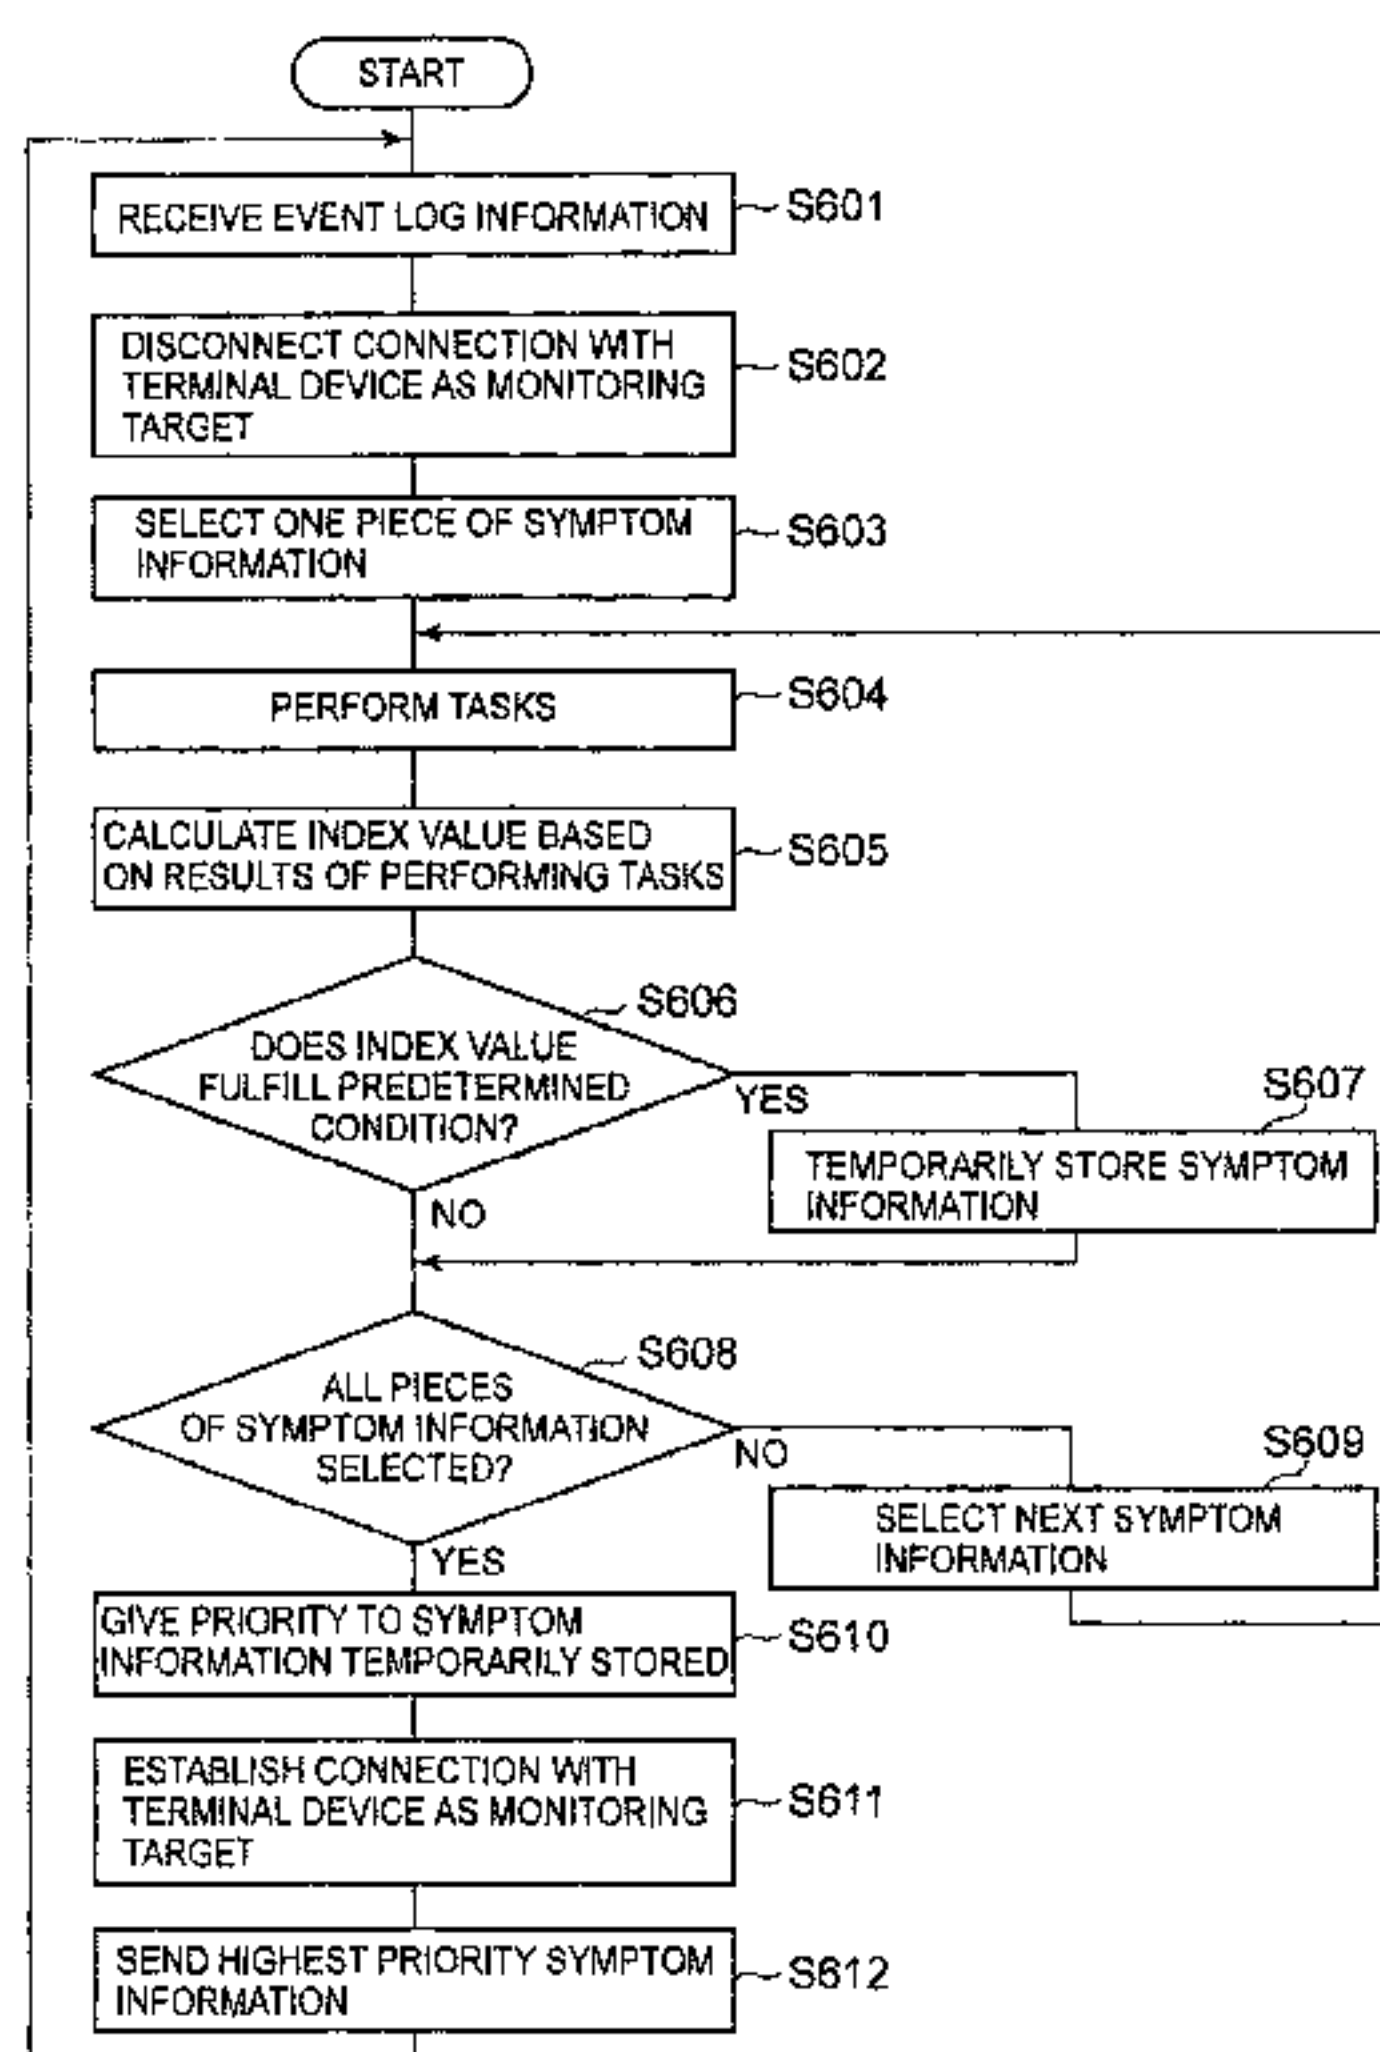 START
RECEIVE EVENT LOG INFORMATION
S601
DISCONNECT CONNECTION WITH
TERMINAL DEVICE AS MONITORING
TARGET
S602
SELECT ONE PIECE OF SYMPTOM
INFORMATION
S603
PERFORM TASKS
S604
CALCULATE INDEX VALUE BASED
ON RESULTS OF PERFORMING TASKS
S605
S606
DOES INDEX VALUE
FULFILL PREDETERMINED
CONDITION?
YES
NO
S607
TEMPORARILY STORE SYMPTOM
INFORMATION
S608
ALL PIECES
OF SYMPTOM INFORMATION
SELECTED?
NO
YES
S609
SELECT NEXT SYMPTOM
INFORMATION
GIVE PRIORITY TO SYMPTOM
INFORMATION TEMPORARILY STORED
S610
ESTABLISH CONNECTION WITH
TERMINAL DEVICE AS MONITORING
TARGET
S611
SEND HIGHEST PRIORITY SYMPTOM
INFORMATION
S612